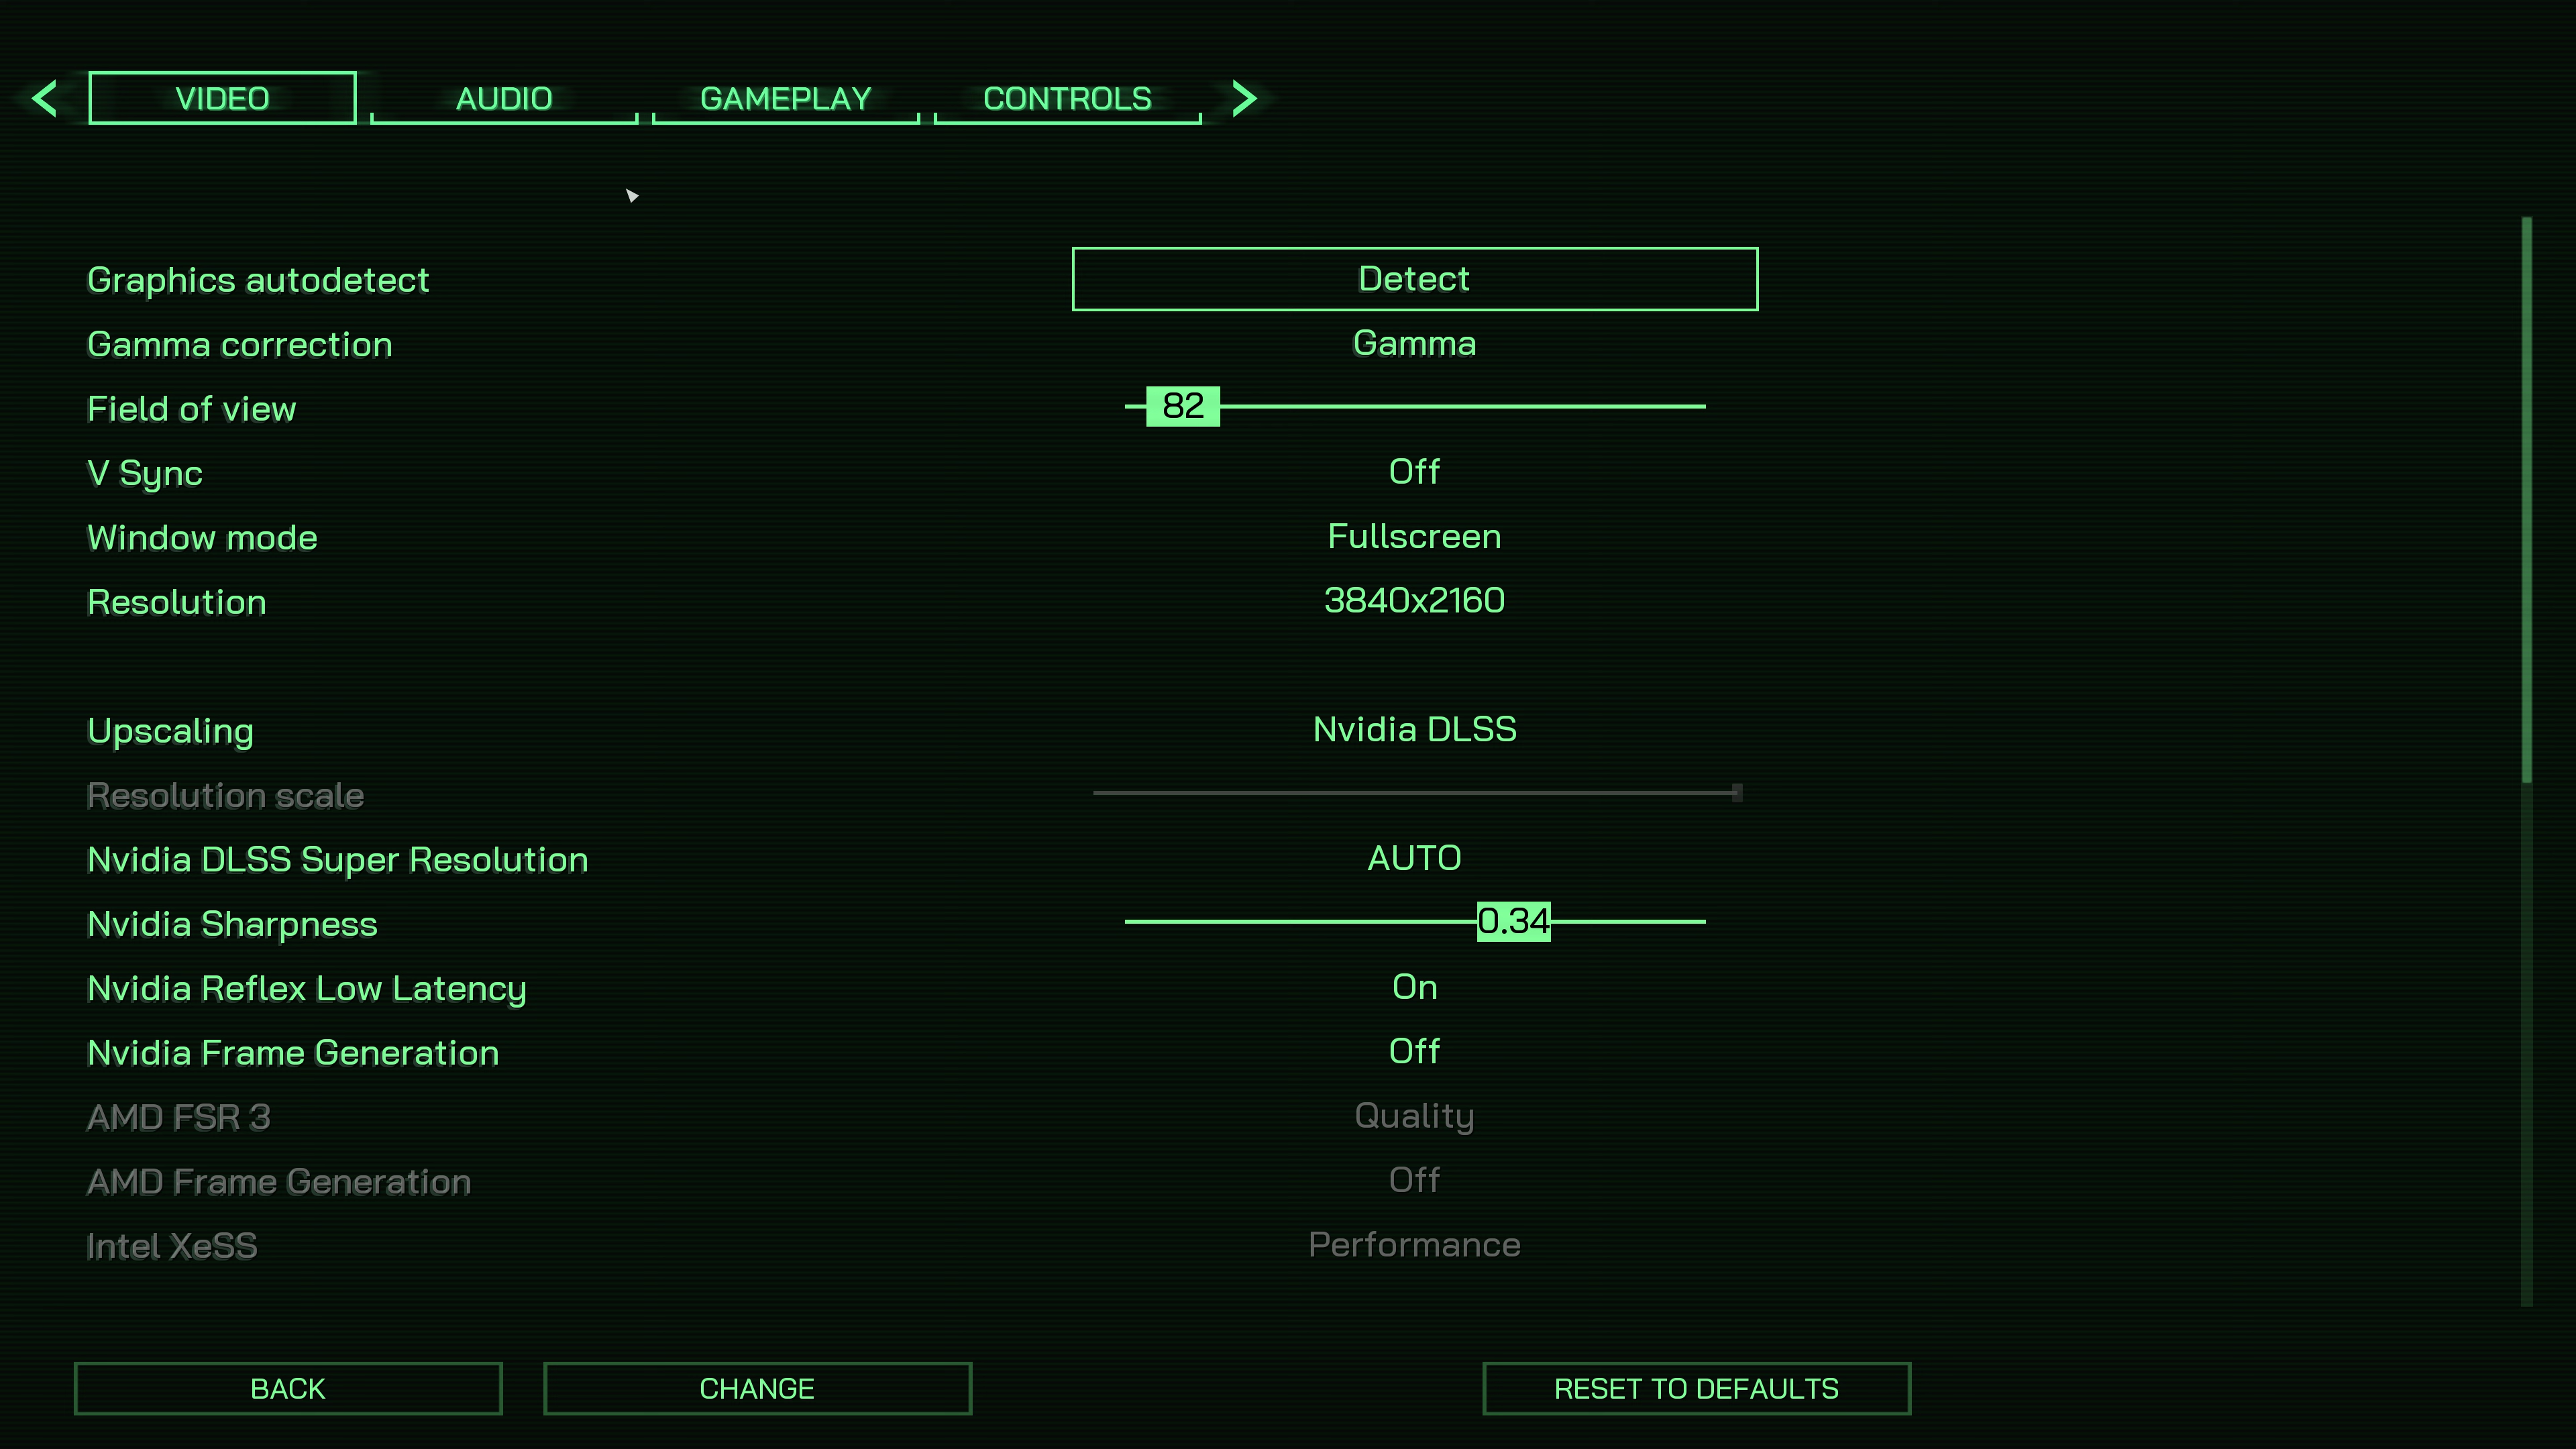 VIDEO AUDIO GAMEPLAY CONTROLS
Graphics autodetect Detect
Gamma correction Gamma
Field of view 82
V Sync Off
Window mode Fullscreen
Resolution 3840x2160
Upscaling Nvidia DLSS
Resolution scale
Nvidia DLSS Super Resolution AUTO
Nvidia Sharpness 0.34
Nvidia Reflex Low Latency On
Nvidia Frame Generation Off
AMD FSR 3 Quality
AMD Frame Generation Off
Intel XeSS Performance
BACK CHANGE RESET TO DEFAULTS